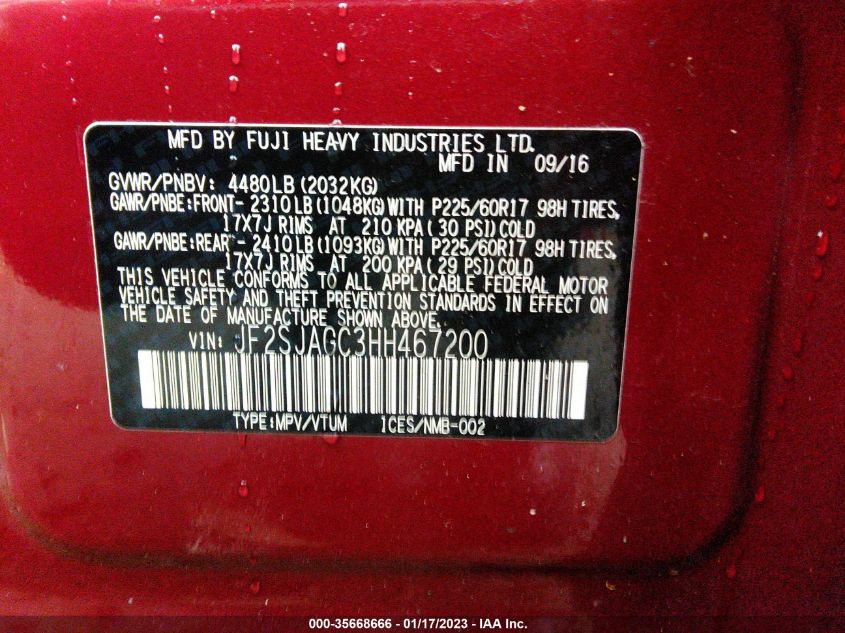 MFD BY FUJI HEAVY INDUSTRIES LTD.
MFD IN 09/16
GVWR/PNBV: 4480LB(2032KG)
GAWR/PNBE:FRONT- 2310LB(1048KG)WITH P225/60R17 98H TIRES,
17X7J RIMS AT 210 KPA(30 PSI)COLD
GAWR/PNBE:REAR - 2410LB(1093KG)WITH P225/60R17 98H TIRES,
17X7J RIMS AT 200 KPA(29 PSI)COLD
THIS VEHICLE CONFORMS TO ALL APPLICABLE FEDERAL MOTOR
VEHICLE SAFETY AND THEFT PREVENTION STANDARDS IN EFFECT ON
THE DATE OF MANUFACTURE SHOWN ABOVE.
VIN: JF2SJAGC3HH467200
TYPE:MPV/VTUM 1CES/NMB-002
000-35668666 - 01/17/2023 - IAA Inc.